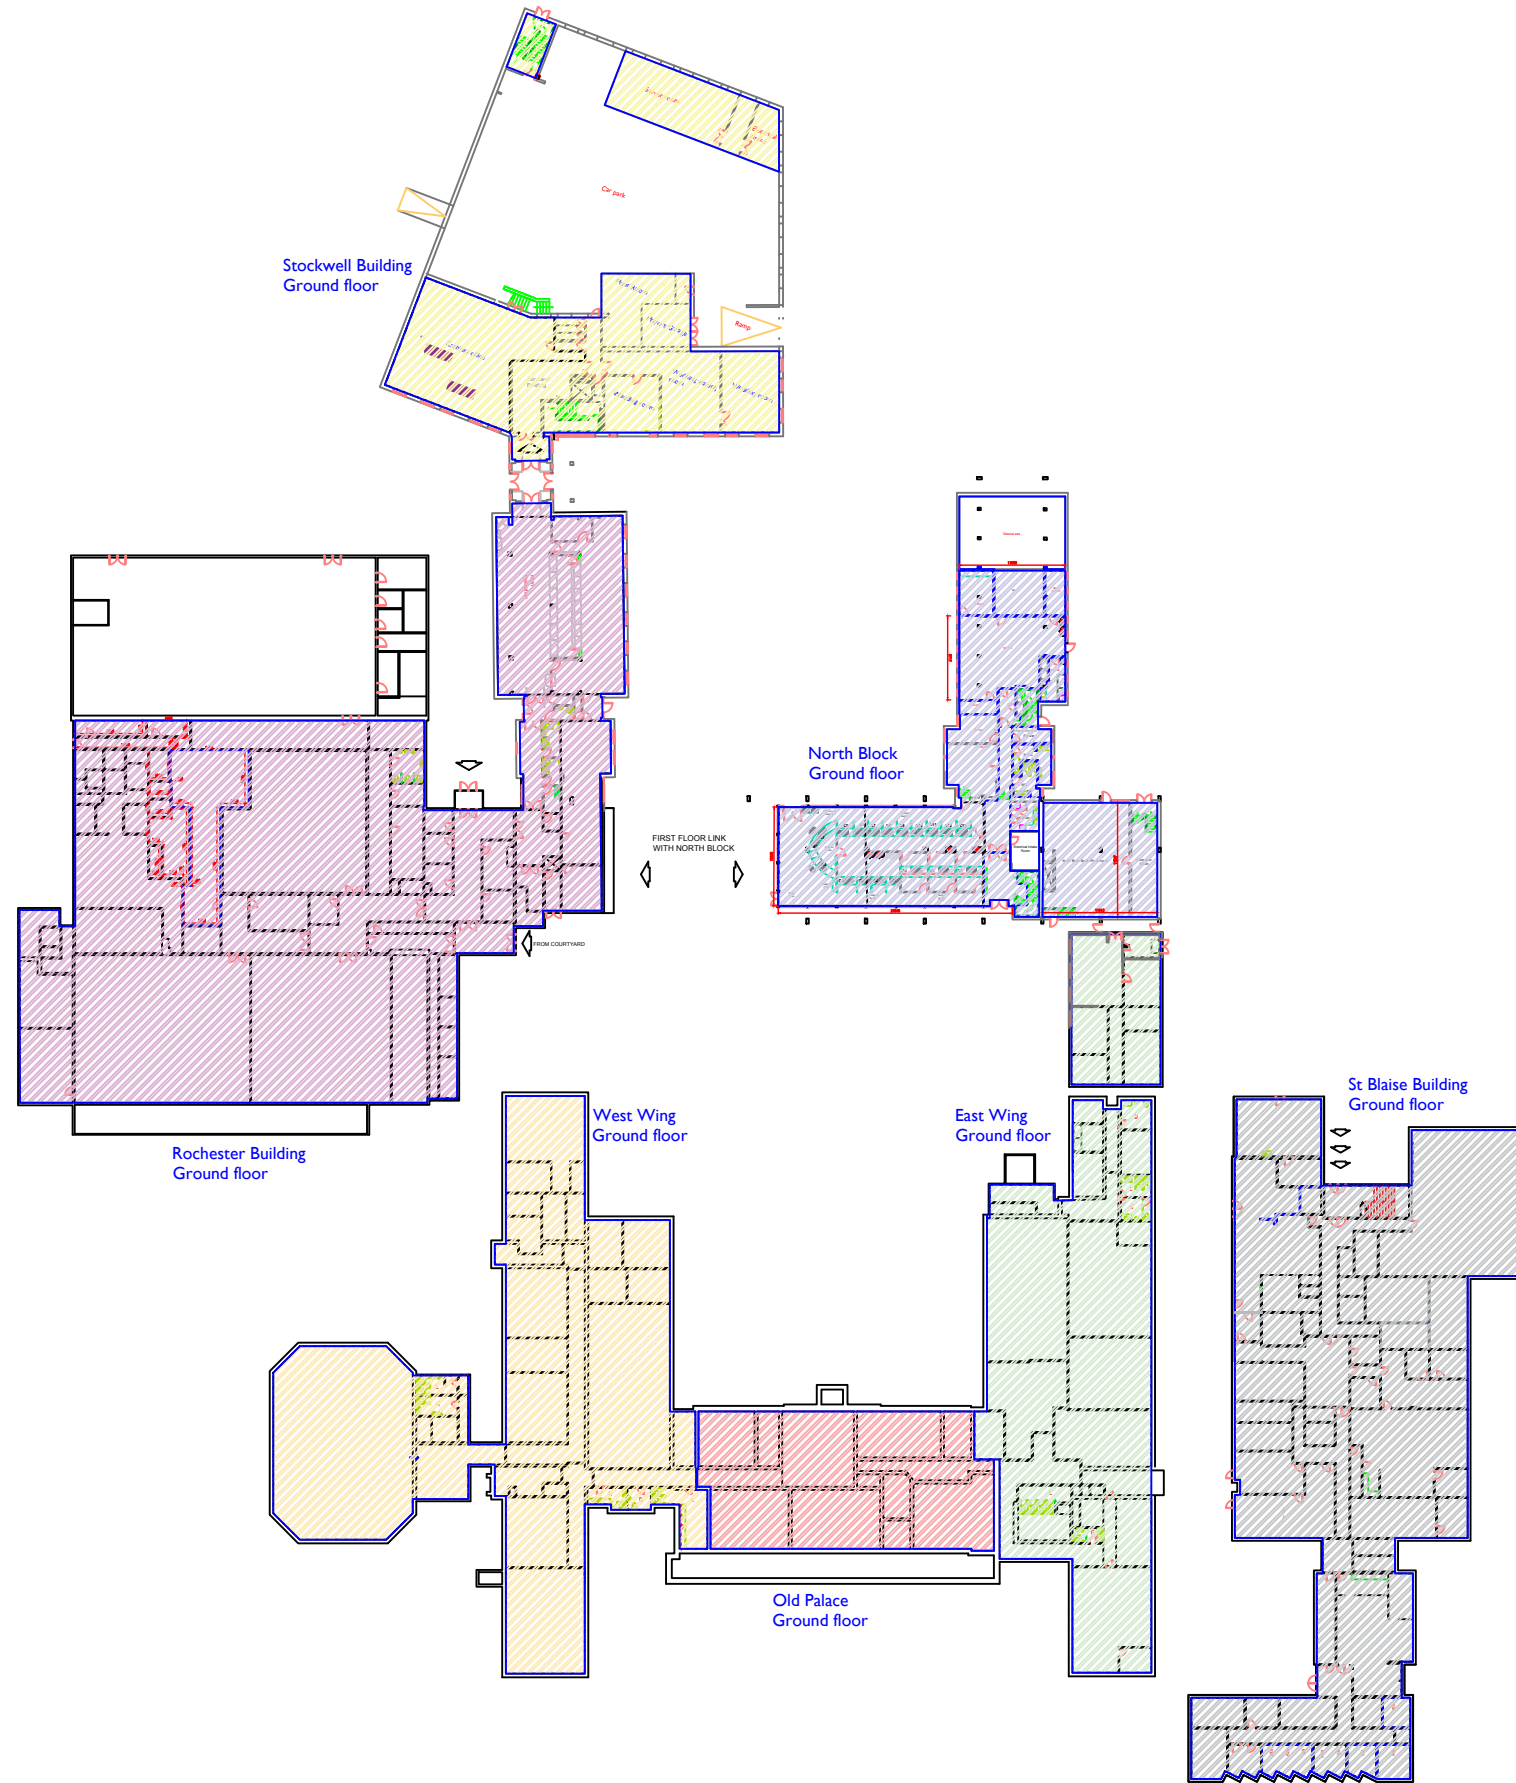 Car park
Stockwell Building
Ground floor
Ramp
North Block
Ground floor
FIRST FLOOR LINK
WITH NORTH BLOCK
FROM COURTYARD
Rochester Building
Ground floor
West Wing
Ground floor
East Wing
Ground floor
St Blaise Building
Ground floor
Old Palace
Ground floor